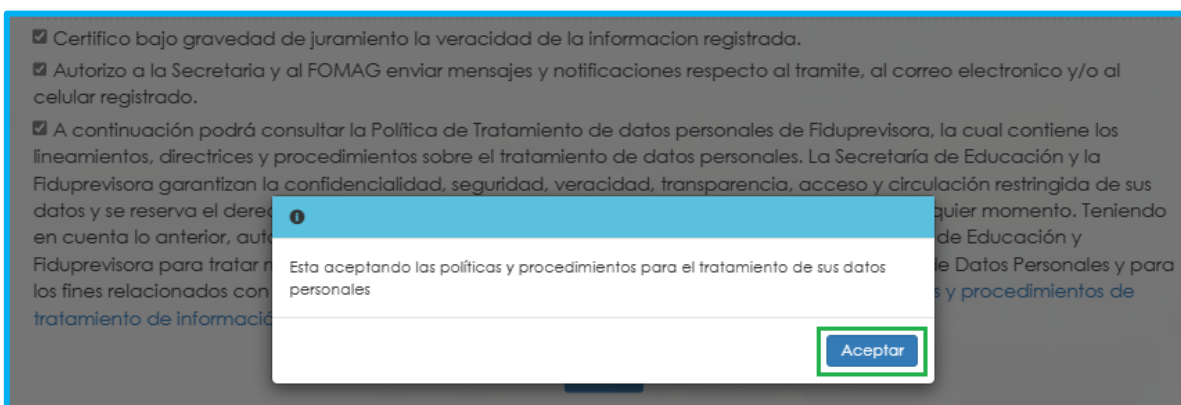 Certifico bajo gravedad de juramento la veracidad de la informacion registrada.
Autorizo a la Secretaria y al FOMAG enviar mensajes y notificaciones respecto al tramite, al correo electronico y/o al
celular registrado.
A continuación podrá consultar la Política de Tratamiento de datos personales de Fiduprevisora, la cual contiene los
lineamientos, directrices y procedimientos sobre el tratamiento de datos personales. La Secretaría de Educación y la
Fiduprevisora garantizan la confidencialidad, seguridad, veracidad, transparencia, acceso y circulación restringida de sus
datos y se reserva el quier momento. Teniendo
en cuenta lo anterior, de Educación y
Fiduprevisora para tratar de Datos Personales y para
los fines relacionados con s y procedimientos de
tratamiento de
Esta aceptando las políticas y procedimientos para el tratamiento de sus datos
personales
Aceptar